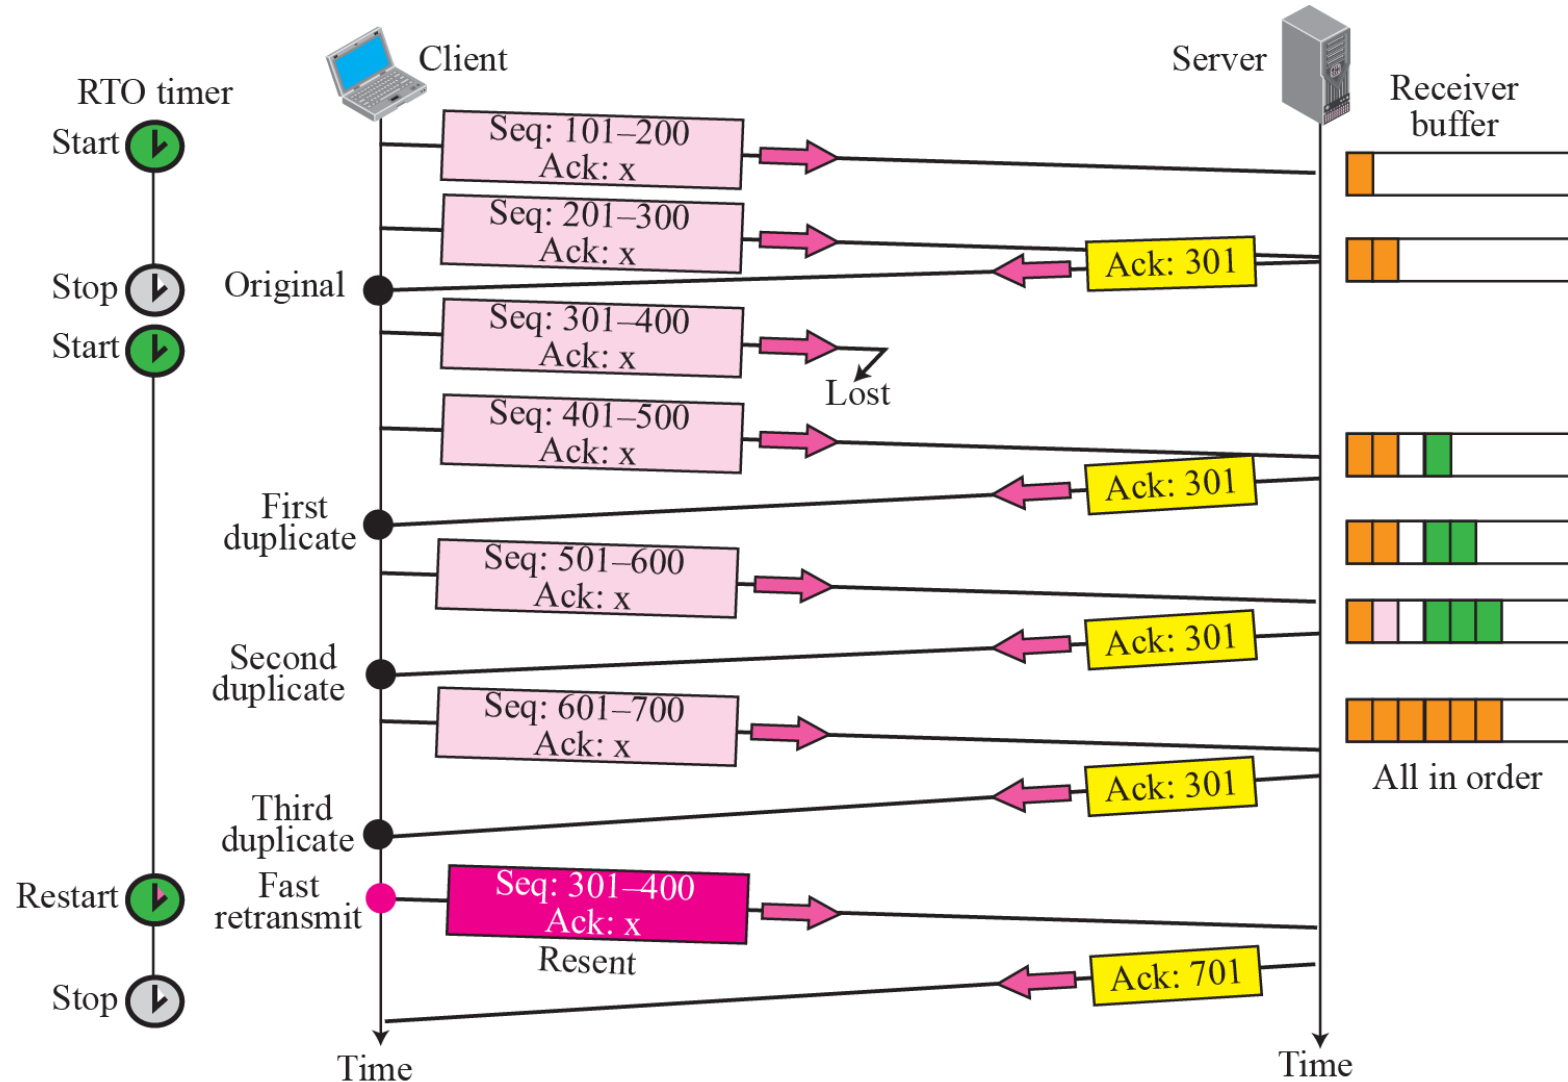 Client
Server
RTO timer
Receiver
buffer
Start
Seq: 101–200
Ack: x
Seq: 201–300
Ack: x
Ack: 301
Stop
Original
Start
Seq: 301–400
Ack: x
Lost
Seq: 401–500
Ack: x
Ack: 301
First
duplicate
Seq: 501–600
Ack: x
Ack: 301
Second
duplicate
Seq: 601–700
Ack: x
Ack: 301
All in order
Third
duplicate
Restart
Fast
retransmit
Seq: 301–400
Ack: x
Resent
Ack: 701
Stop
Time
Time